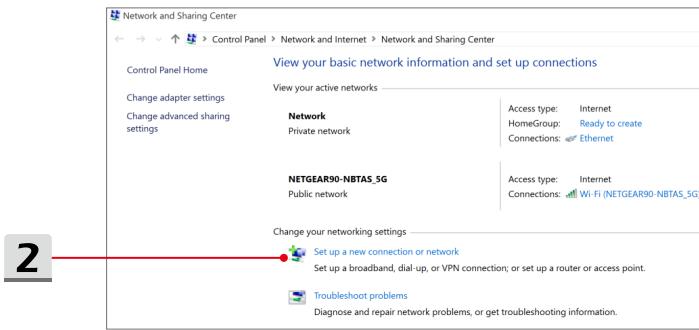 Network and Sharing Center
Control Panel > Network and Internet > Network and Sharing Center
Control Panel Home
Change adapter settings
Change advanced sharing
settings
View your basic network information and set up connections
View your active networks
Network
Private network
Access type: Internet
HomeGroup: Ready to create
Connections: Ethernet
NETGEAR90-NBTAS_5G
Public network
Access type: Internet
Connections: Wi-Fi (NETGEAR90-NBTAS_5G)
Change your networking settings
2
Set up a new connection or network
Set up a broadband, dial-up, or VPN connection; or set up a router or access point.
Troubleshoot problems
Diagnose and repair network problems, or get troubleshooting information.